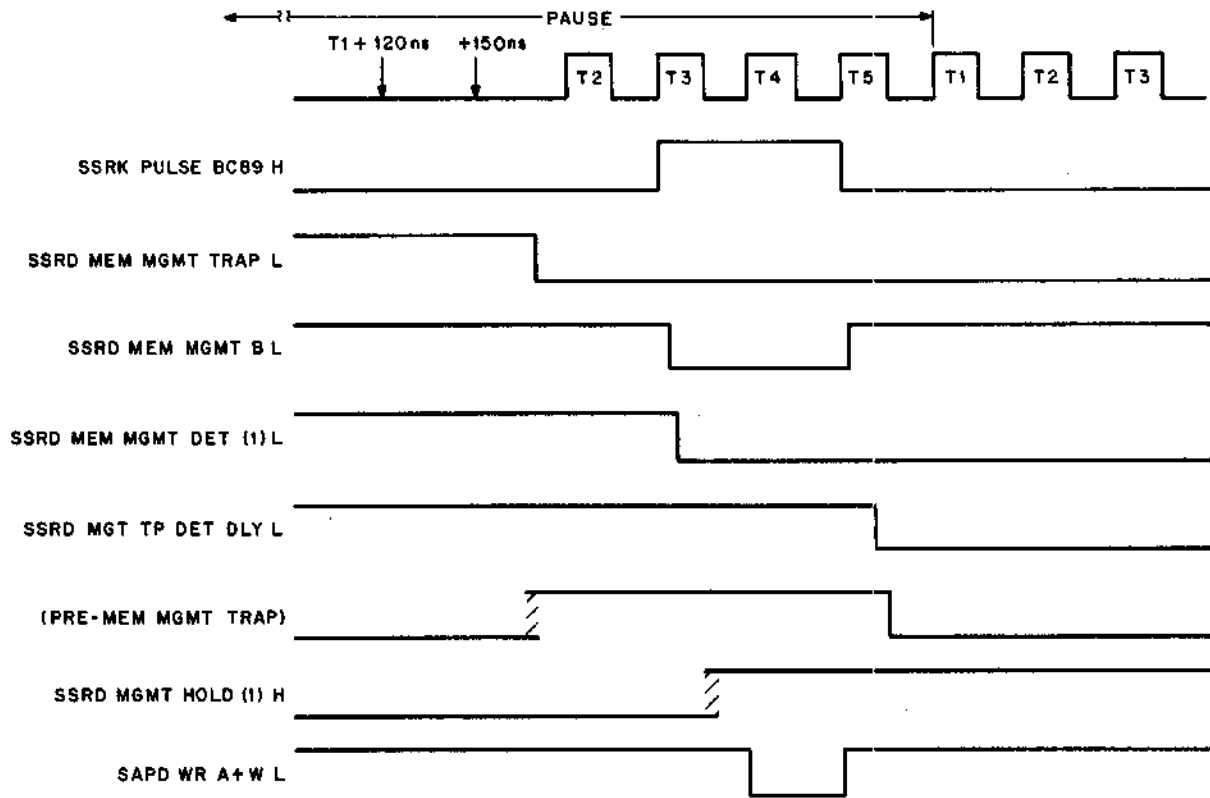 PAUSE
T1 + 120ns +150ns
T2 T3 T4 T5 T1 T2 T3
SSRK PULSE BC89 H
SSRD MEM MGMT TRAP L
SSRD MEM MGMT B L
SSRD MEM MGMT DET (1) L
SSRD MGT TP DET DLY L
(PRE-MEM MGMT TRAP)
SSRD MGMT HOLD (1) H
SAPD WR A+W L